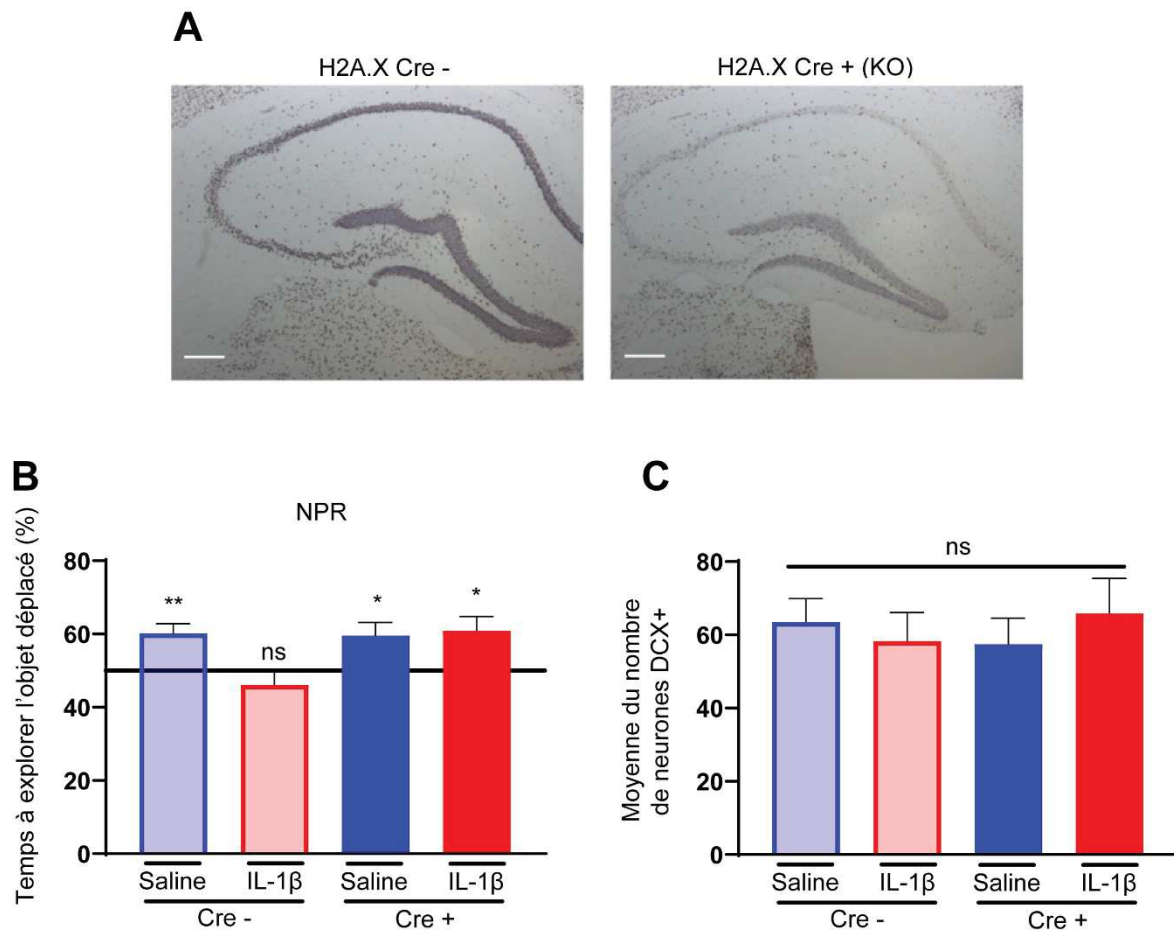 A
H2A.X Cre -
H2A.X Cre + (KO)
B
NPR
Temps à explorer l'objet déplacé (%)
80
60
40
20
0
**
ns
*
*
Saline
IL-1β
Saline
IL-1β
Cre -
Cre +
C
Moyenne du nombre
de neurones DCX+
80
60
40
20
0
ns
Saline
IL-1β
Saline
IL-1β
Cre -
Cre +